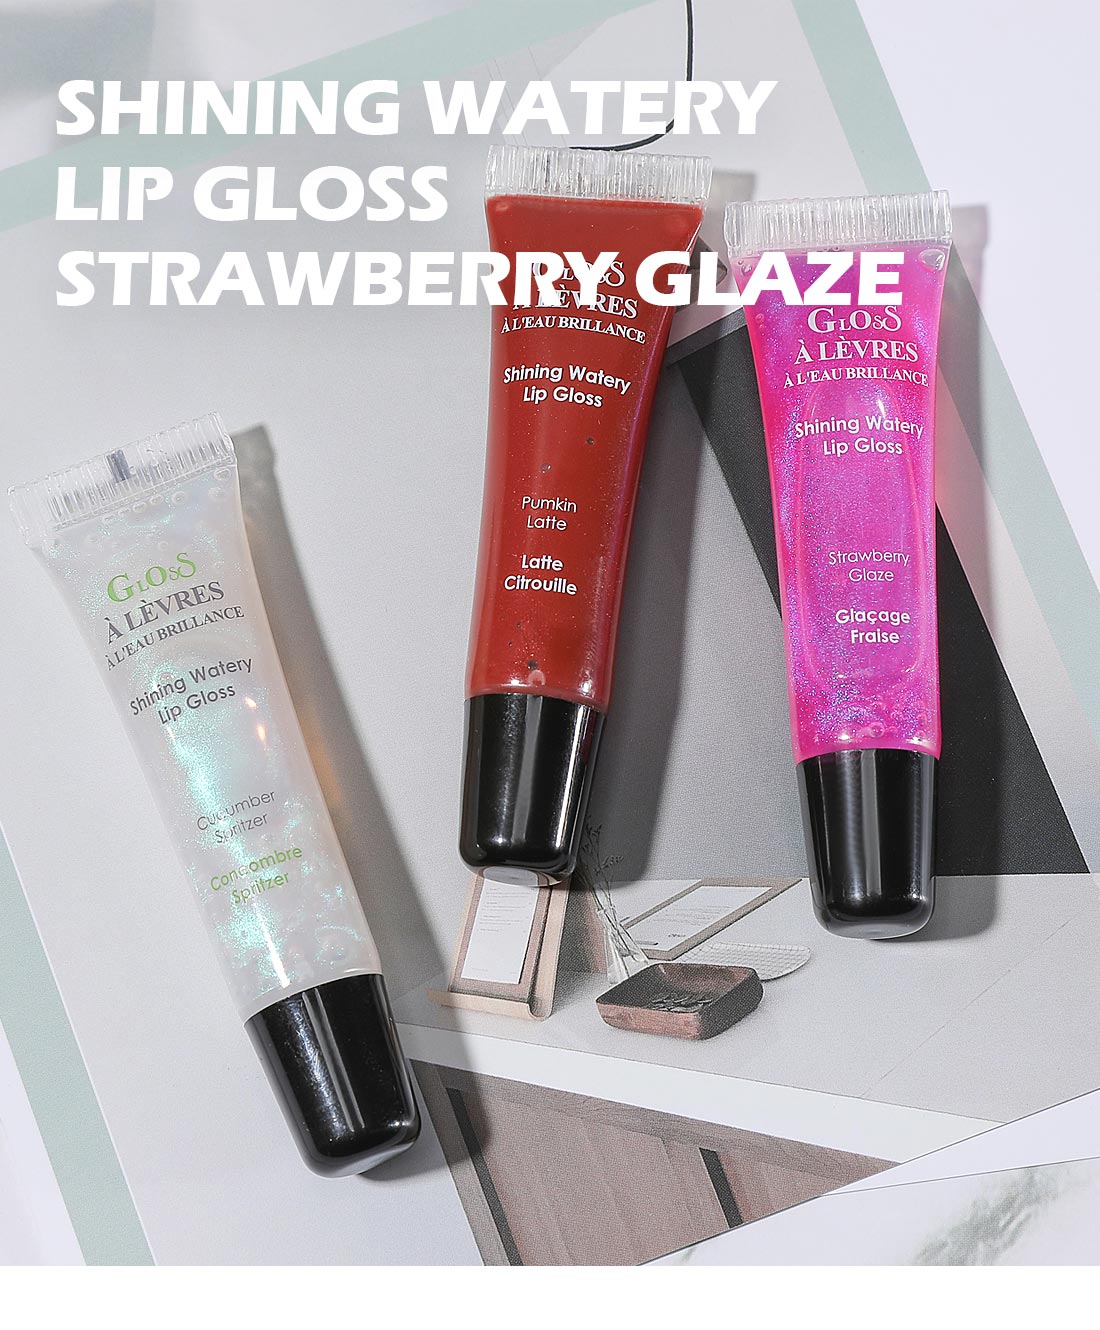 SHINING WATERY
LIP GLOSS
STRAWBERRY GLAZE
GLOSS
À LÈVRES
À L'EAU BRILLANCE
Shining Watery
Lip Gloss
Pumkin
Latte
Latte
Citrouille
GLOSS
À LÈVRES
À L'EAU BRILLANCE
Shining Watery
Lip Gloss
Strawberry
Glaze
Glaçage
Fraise
GLOSS
À LÈVRES
À L'EAU BRILLANCE
Shining Watery
Lip Gloss
Cucumber
Spritzer
Concombre
Spritzer